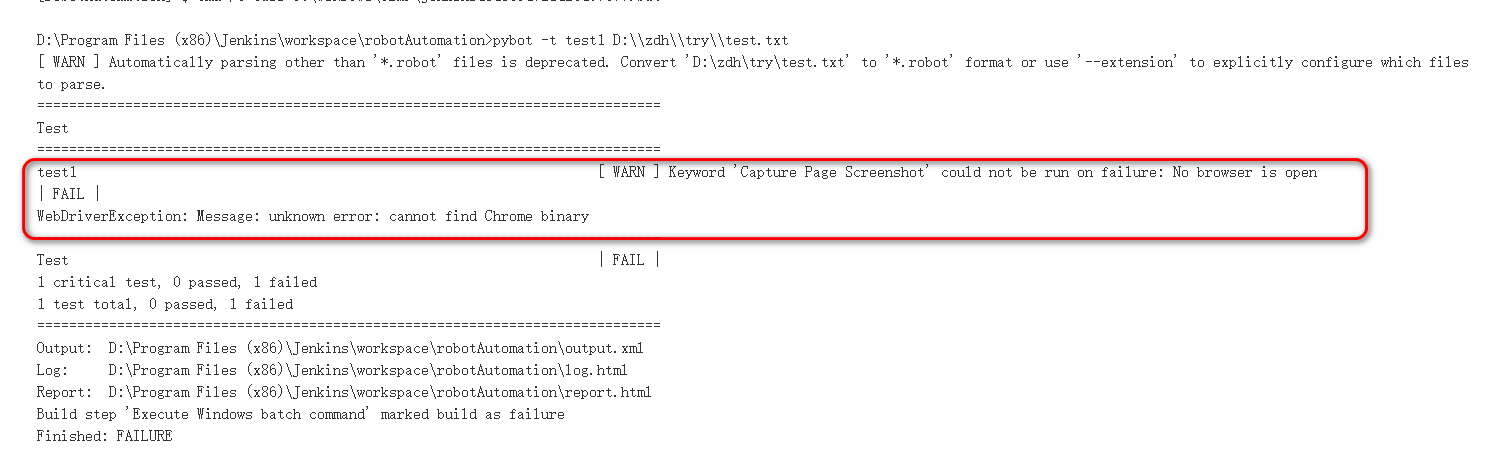 D:\Program Files (x86)\Jenkins\workspace\robotAutomation>pybot -t test1 D:\\zdh\\try\\test.txt
[ WARN ] Automatically parsing other than '*.robot' files is deprecated. Convert 'D:\zdh\try\test.txt' to '*.robot' format or use '--extension' to explicitly configure which files
to parse.
==============================================================================
Test
==============================================================================
test1 [ WARN ] Keyword 'Capture Page Screenshot' could not be run on failure: No browser is open
| FAIL |
WebDriverException: Message: unknown error: cannot find Chrome binary
Test | FAIL |
1 critical test, 0 passed, 1 failed
1 test total, 0 passed, 1 failed
==============================================================================
Output: D:\Program Files (x86)\Jenkins\workspace\robotAutomation\output.xml
Log: D:\Program Files (x86)\Jenkins\workspace\robotAutomation\log.html
Report: D:\Program Files (x86)\Jenkins\workspace\robotAutomation\report.html
Build step 'Execute Windows batch command' marked build as failure
Finished: FAILURE